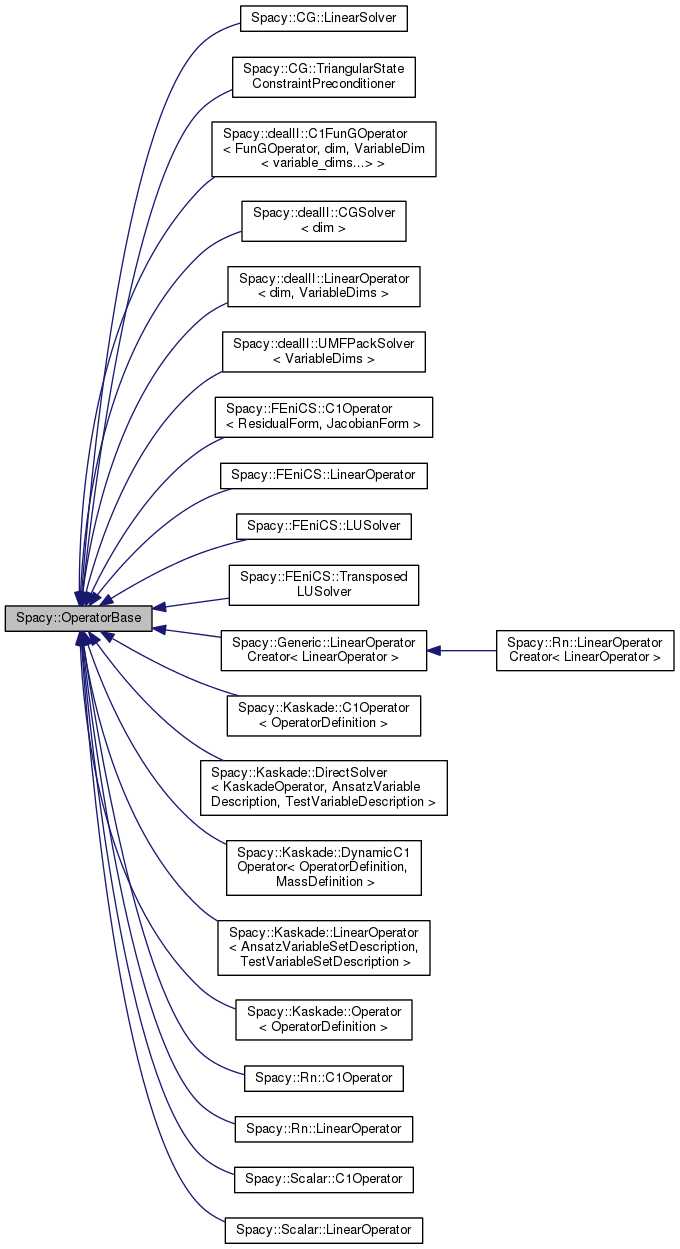 Spacy::CG::LinearSolver
Spacy::CG::TriangularState
ConstraintPreconditioner
Spacy::dealII::C1FunGOperator
< FunGOperator, dim, VariableDim
< variable_dims...> >
Spacy::dealII::CGSolver
< dim >
Spacy::dealII::LinearOperator
< dim, VariableDims >
Spacy::dealII::UMFPackSolver
< VariableDims >
Spacy::FEniCS::C1Operator
< ResidualForm, JacobianForm >
Spacy::FEniCS::LinearOperator
Spacy::FEniCS::LUSolver
Spacy::FEniCS::Transposed
LUSolver
Spacy::OperatorBase
Spacy::Generic::LinearOperator
Creator< LinearOperator >
Spacy::Rn::LinearOperator
Creator< LinearOperator >
Spacy::Kaskade::C1Operator
< OperatorDefinition >
Spacy::Kaskade::DirectSolver
< KaskadeOperator, AnsatzVariable
Description, TestVariableDescription >
Spacy::Kaskade::DynamicC1
Operator< OperatorDefinition,
MassDefinition >
Spacy::Kaskade::LinearOperator
< AnsatzVariableSetDescription,
TestVariableSetDescription >
Spacy::Kaskade::Operator
< OperatorDefinition >
Spacy::Rn::C1Operator
Spacy::Rn::LinearOperator
Spacy::Scalar::C1Operator
Spacy::Scalar::LinearOperator